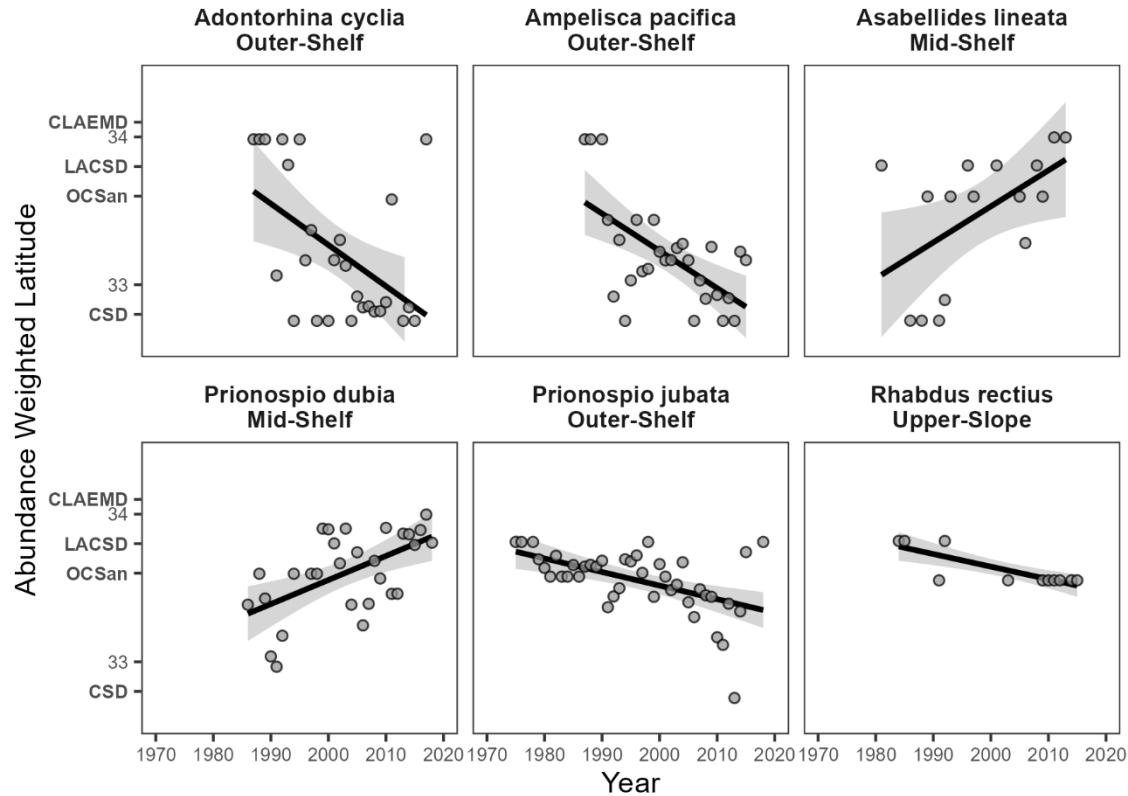 Adontorhina cyclia
Outer-Shelf
Ampelisca pacifica
Outer-Shelf
Asabellides lineata
Mid-Shelf
CLAEMD
34
LACSD
OCSan
33
CSD
Prionospio dubia
Mid-Shelf
Prionospio jubata
Outer-Shelf
Rhabdus rectius
Upper-Slope
CLAEMD
34
LACSD
OCSan
33
CSD
1970 1980 1990 2000 2010 2020
1970 1980 1990 2000 2010 2020
1970 1980 1990 2000 2010 2020
Abundance Weighted Latitude
Year